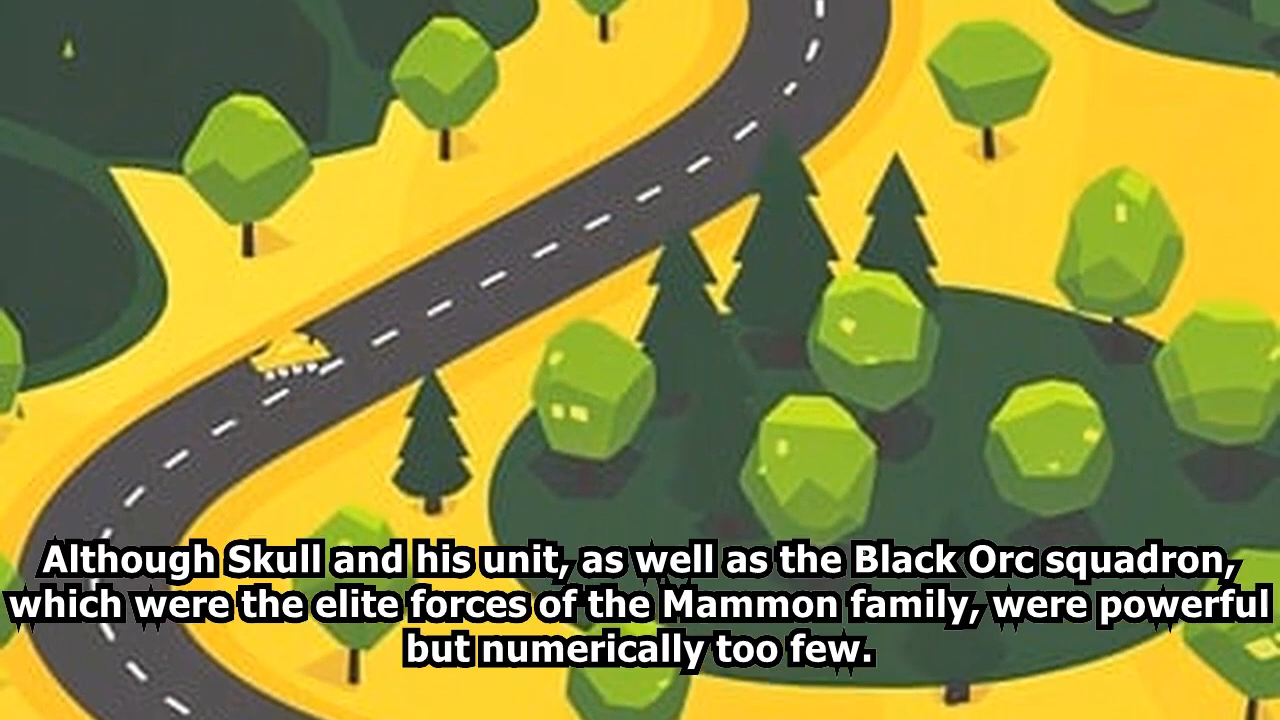 Although Skull and his unit, as well as the Black Orc squadron,
which were the elite forces of the Mammon family, were powerful
but numerically too few.